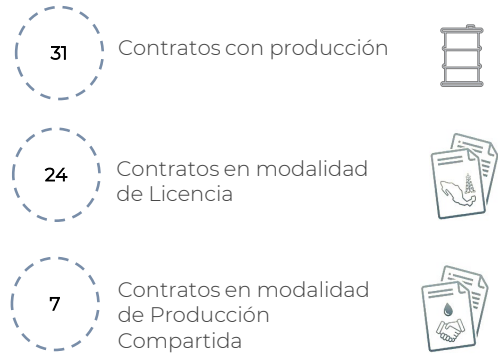 31
Contratos con producción
24
Contratos en modalidad
de Licencia
7
Contratos en modalidad
de Producción
Compartida